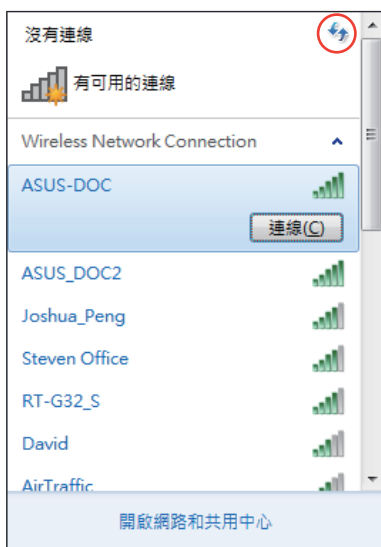 沒有連線
有可用的連線
Wireless Network Connection
ASUS-DOC
連線(C)
ASUS_DOC2
Joshua_Peng
Steven Office
RT-G32_S
David
AirTraffic
開啟網路和共用中心